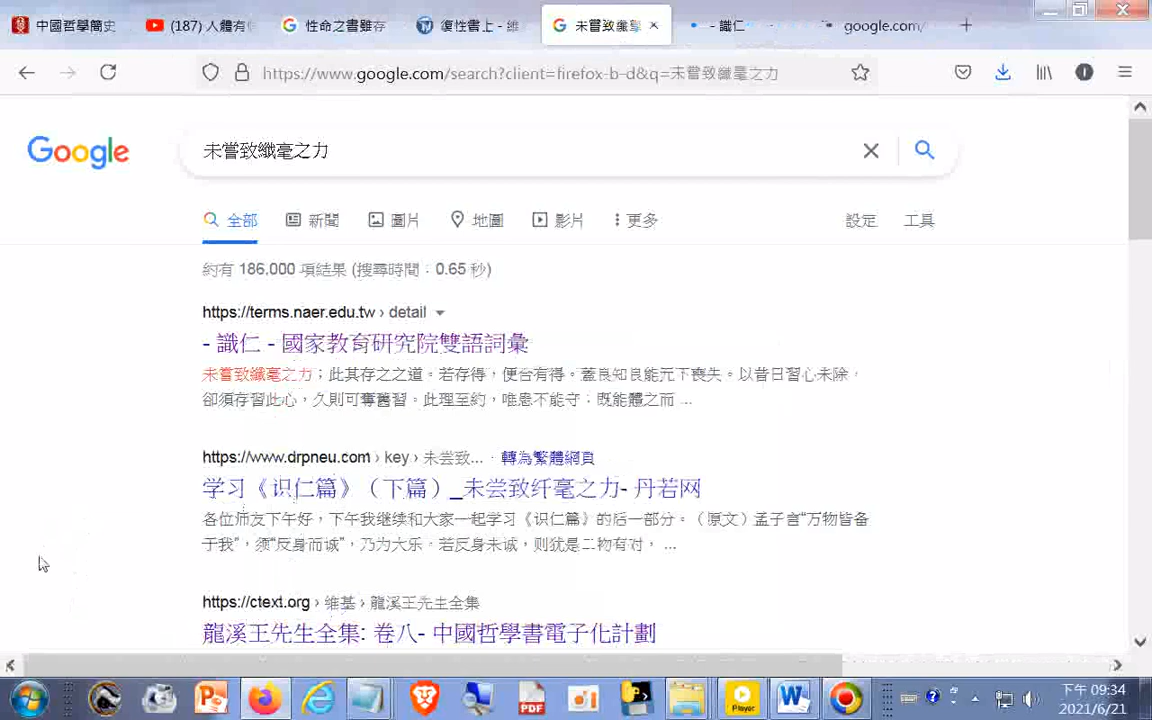 中國哲學簡史
(187) 人體有
性命之書雖存
復性書上 - 維
未嘗致纖毫
- 識仁
google.com/
https://www.google.com/search?client=firefox-b-d&q=未嘗致纖毫之力
Google
未嘗致纖毫之力
全部
新聞
圖片
地圖
影片
更多
設定
工具
約有 186,000 項結果 (搜尋時間：0.65 秒)
https://terms.naer.edu.tw › detail
- 識仁 - 國家教育研究院雙語詞彙
未嘗致纖毫之力；此其存之之道。若存得，便合有得。蓋良知良能元不喪失。以昔日習心未除，
卻須存習此心，久則可奪舊習。此理至約，唯患不能守；既能體之而 ...
https://www.drpneu.com › key › 未尝致... · 轉為繁體網頁
学习《识仁篇》（下篇）_未尝致纤毫之力- 丹若网
各位师友下午好，下午我继续和大家一起学习《识仁篇》的后一部分。（原文）孟子言“万物皆备
于我”，须“反身而诚”，乃为大乐。若反身未诚，则犹是二物有对， ...
https://ctext.org › 維基 › 龍溪王先生全集
龍溪王先生全集: 卷八- 中國哲學書電子化計劃
PDF
Player
下午 09:34
2021/6/21